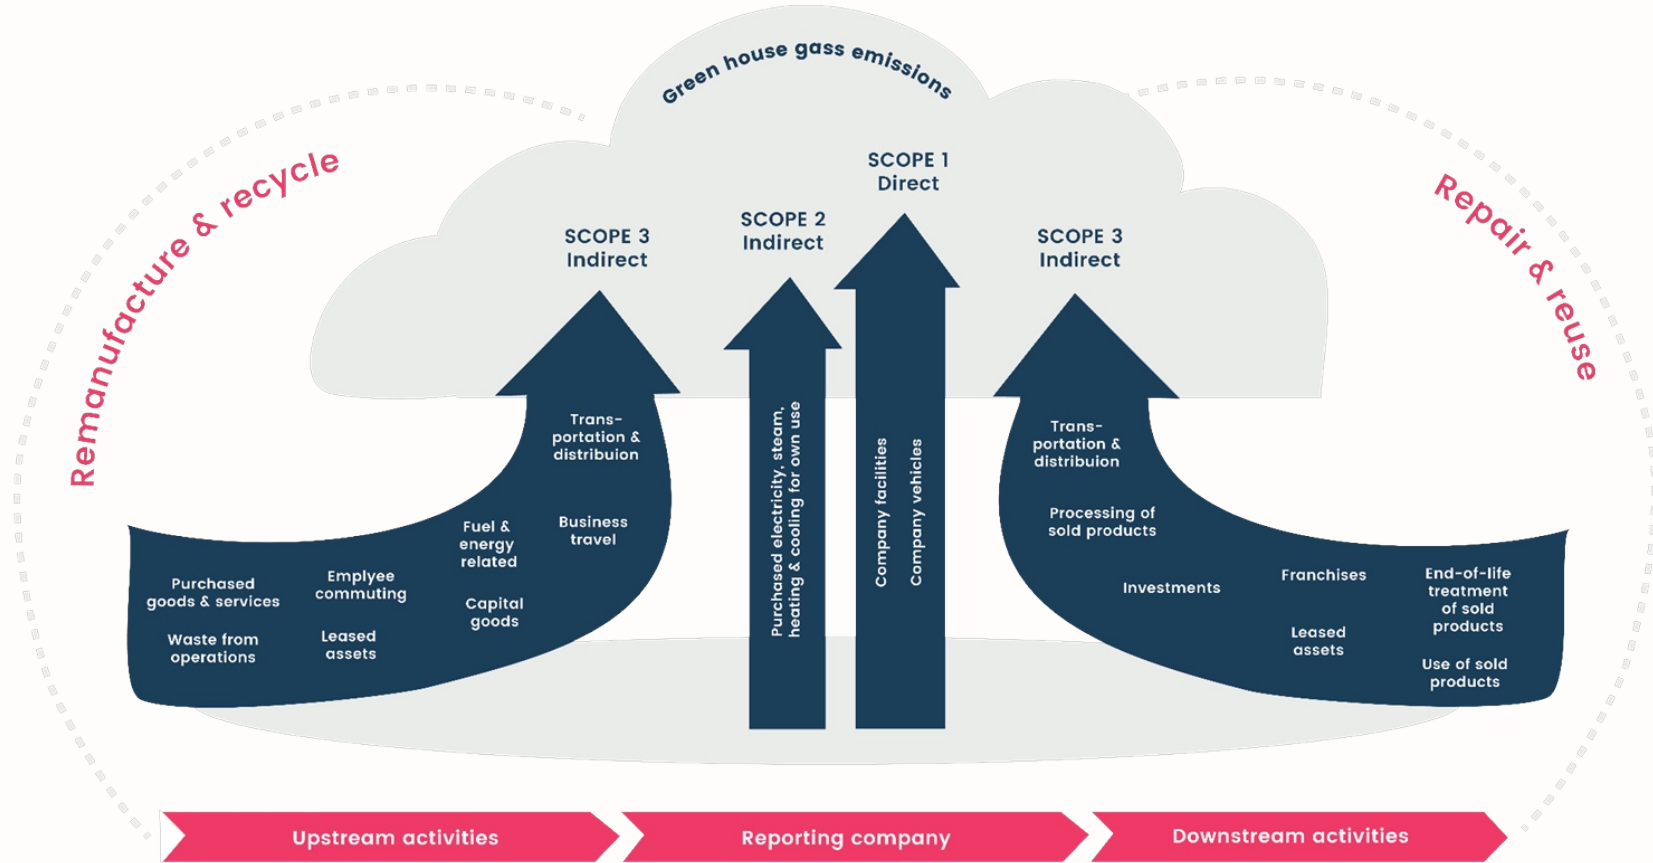 Green house gass emissions
Remanufacture & recycle
Repair & reuse
SCOPE 3
Indirect
SCOPE 2
Indirect
SCOPE 1
Direct
SCOPE 3
Indirect
Trans-
portation &
distribuion
Fuel &
energy
related
Business
travel
Purchased
goods & services
Emplyee
commuting
Capital
goods
Waste from
operations
Leased
assets
Purchased electricity, steam,
heating & cooling for own use
Company facilities
Company vehicles
Trans-
portation &
distribuion
Processing of
sold products
Investments
Franchises
End-of-life
treatment
of sold
products
Leased
assets
Use of sold
products
Upstream activities
Reporting company
Downstream activities